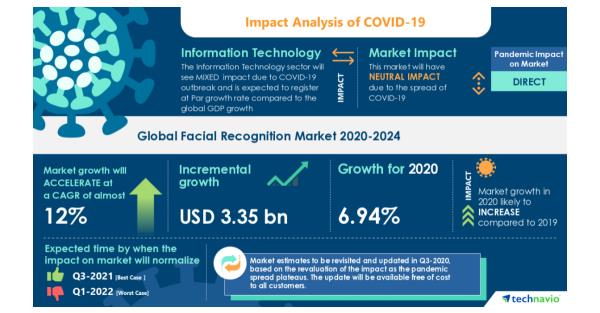 Impact Analysis of COVID-19
Information Technology
The Information Technology sector will
see MIXED impact due to COVID-19
outbreak and is expected to register
at Par growth rate compared to the
global GDP growth
IMPACT
Market Impact
This market will have
NEUTRAL IMPACT
due to the spread of
COVID-19
Pandemic Impact
on Market
DIRECT
Global Facial Recognition Market 2020-2024
Market growth will
ACCELERATE at
a CAGR of almost
12%
Incremental
growth
USD 3.35 bn
Growth for 2020
6.94%
IMPACT
Market growth in
2020 likely to
INCREASE
compared to 2019
Expected time by when the
impact on market will normalize
Q3-2021 [Best Case ]
Q1-2022 [Worst Case]
Market estimates to be revisited and updated in Q3-2020,
based on the revaluation of the impact as the pandemic
spread plateaus. The update will be available free of cost
to all customers.
technavio